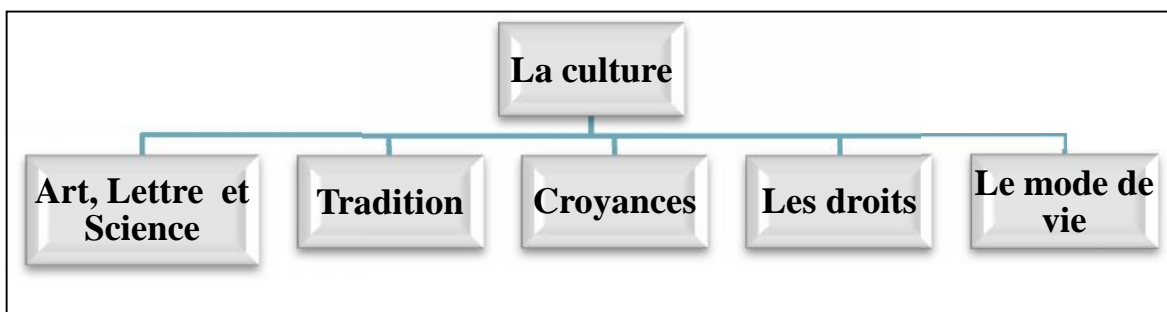 La culture
Art, Lettre et
Science
Tradition
Croyances
Les droits
Le mode de
vie